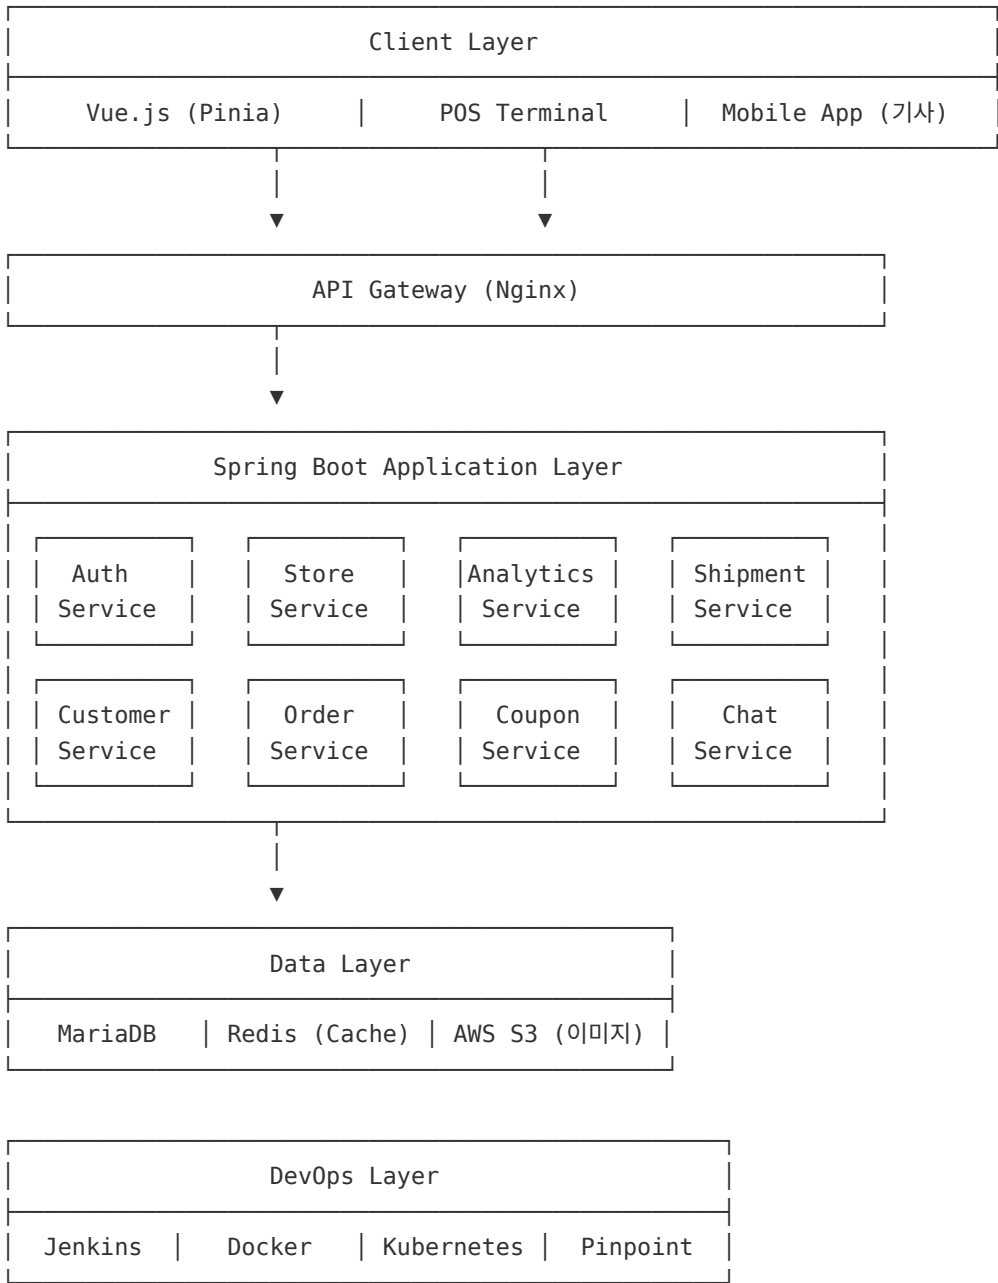 Client Layer
Vue.js (Pinia) POS Terminal Mobile App (기사)
API Gateway (Nginx)
Spring Boot Application Layer
Auth Store Analytics Shipment
Service Service Service Service
Customer Order Coupon Chat
Service Service Service Service
Data Layer
MariaDB Redis (Cache) AWS S3 (이미지)
DevOps Layer
Jenkins Docker Kubernetes Pinpoint